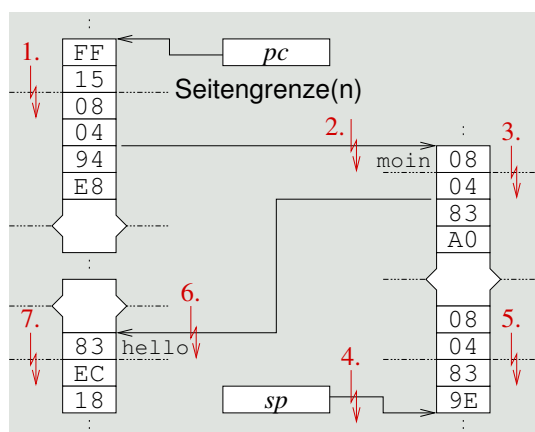 1.
FF
pc
15
Seitengrenze(n)
08
04
2.
3.
94
moin
08
E8
04
83
A0
6.
7.
08
83
hello
04
5.
EC
4.
83
18
sp
9E